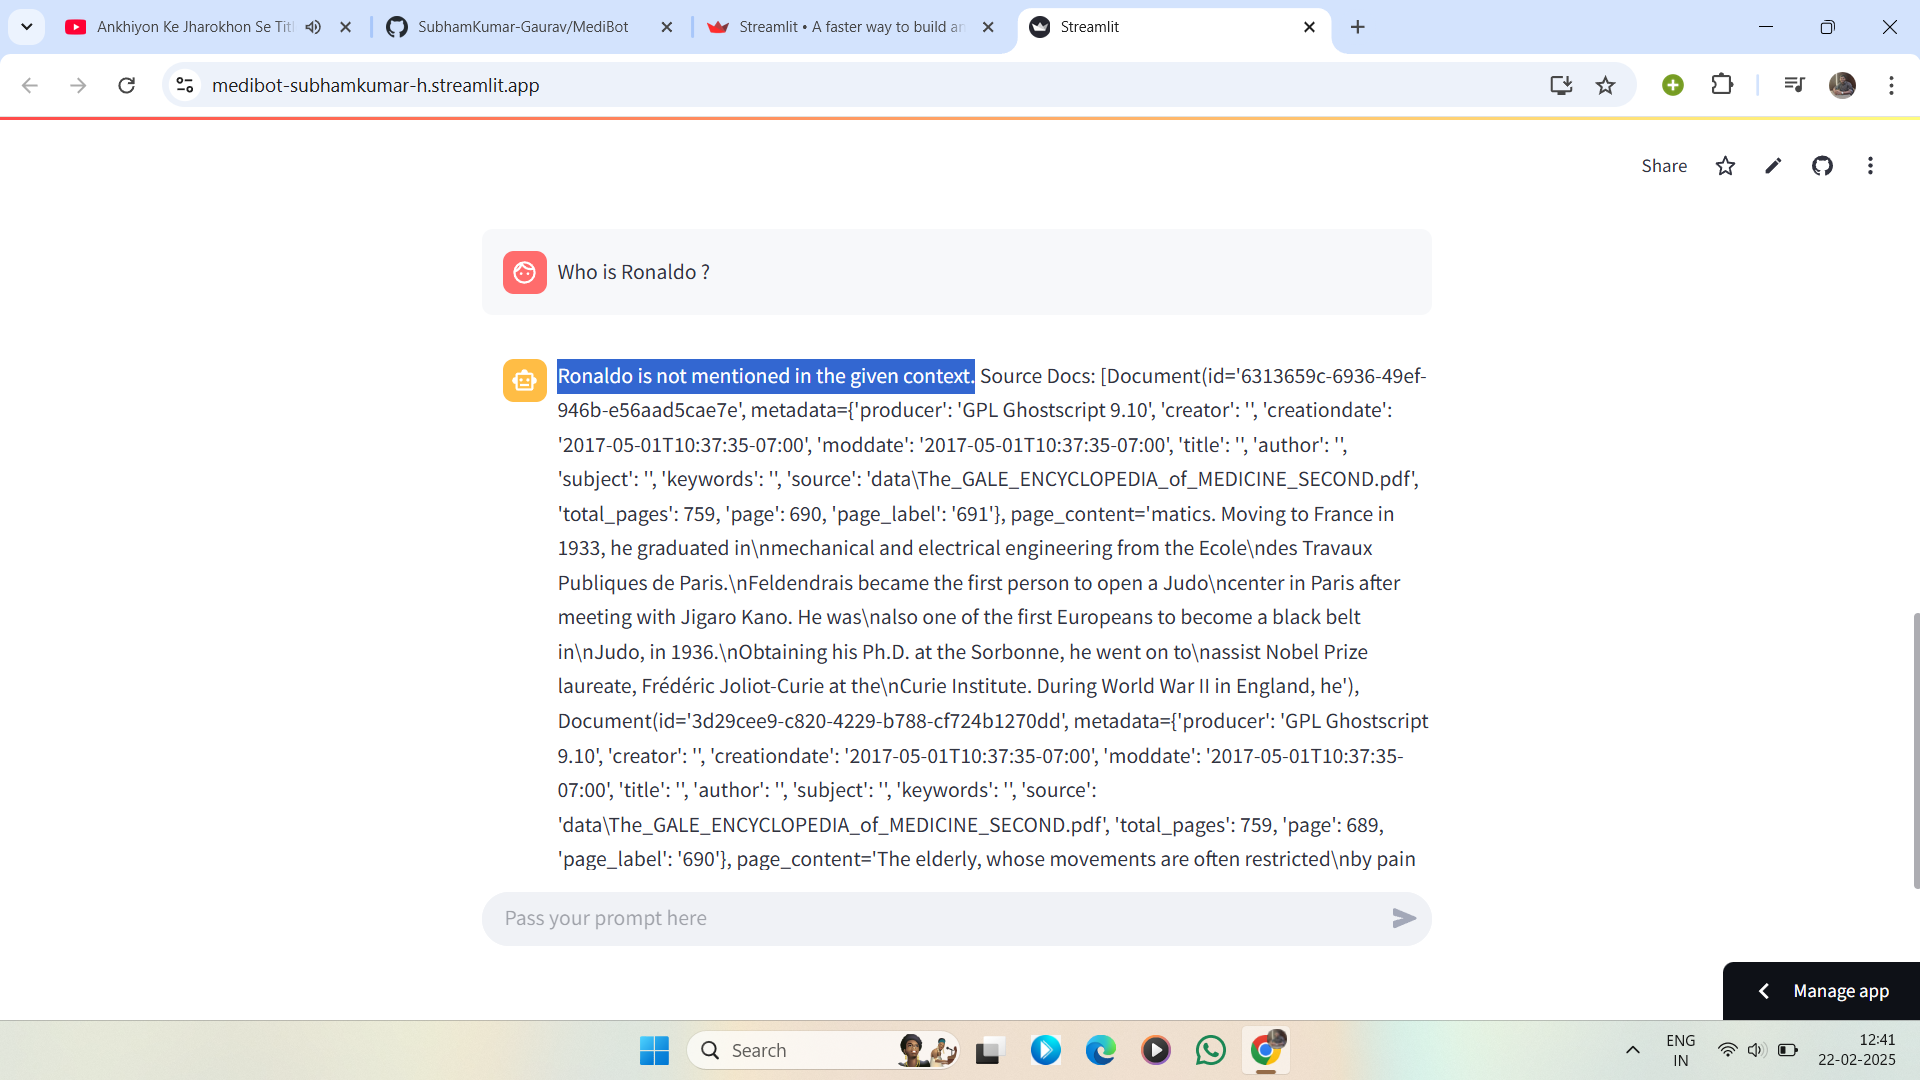 Ankhiyon Ke Jharokhon Se Titl
SubhamKumar-Gaurav/MediBot
Streamlit • A faster way to build an
Streamlit
medibot-subhamkumar-h.streamlit.app
Share
Who is Ronaldo ?
Ronaldo is not mentioned in the given context. Source Docs: [Document(id='6313659c-6936-49ef-
946b-e56aad5cae7e', metadata={'producer': 'GPL Ghostscript 9.10', 'creator': '', 'creationdate':
'2017-05-01T10:37:35-07:00', 'moddate': '2017-05-01T10:37:35-07:00', 'title': '', 'author': '',
'subject': '', 'keywords': '', 'source': 'data\The_GALE_ENCYCLOPEDIA_of_MEDICINE_SECOND.pdf',
'total_pages': 759, 'page': 690, 'page_label': '691'}, page_content='matics. Moving to France in
1933, he graduated in\nmechanical and electrical engineering from the Ecole\ndes Travaux
Publiques de Paris.\nFeldendrais became the first person to open a Judo\ncenter in Paris after
meeting with Jigaro Kano. He was\nalso one of the first Europeans to become a black belt
in\nJudo, in 1936.\nObtaining his Ph.D. at the Sorbonne, he went on to\nassist Nobel Prize
laureate, Frédéric Joliot-Curie at the\nCurie Institute. During World War II in England, he'),
Document(id='3d29cee9-c820-4229-b788-cf724b1270dd', metadata={'producer': 'GPL Ghostscript
9.10', 'creator': '', 'creationdate': '2017-05-01T10:37:35-07:00', 'moddate': '2017-05-01T10:37:35-
07:00', 'title': '', 'author': '', 'subject': '', 'keywords': '', 'source':
'data\The_GALE_ENCYCLOPEDIA_of_MEDICINE_SECOND.pdf', 'total_pages': 759, 'page': 689,
'page_label': '690'}, page_content='The elderly, whose movements are often restricted\nby pain
Pass your prompt here
Manage app
Search
ENG
IN
12:41
22-02-2025